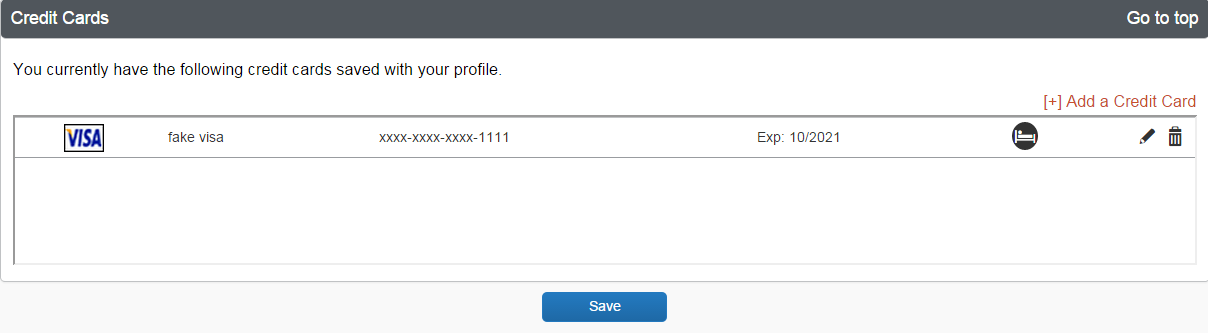 Credit Cards Go to top
You currently have the following credit cards saved with your profile.
[+] Add a Credit Card
VISA fake visa xxxx-xxxx-xxxx-1111 Exp: 10/2021
Save